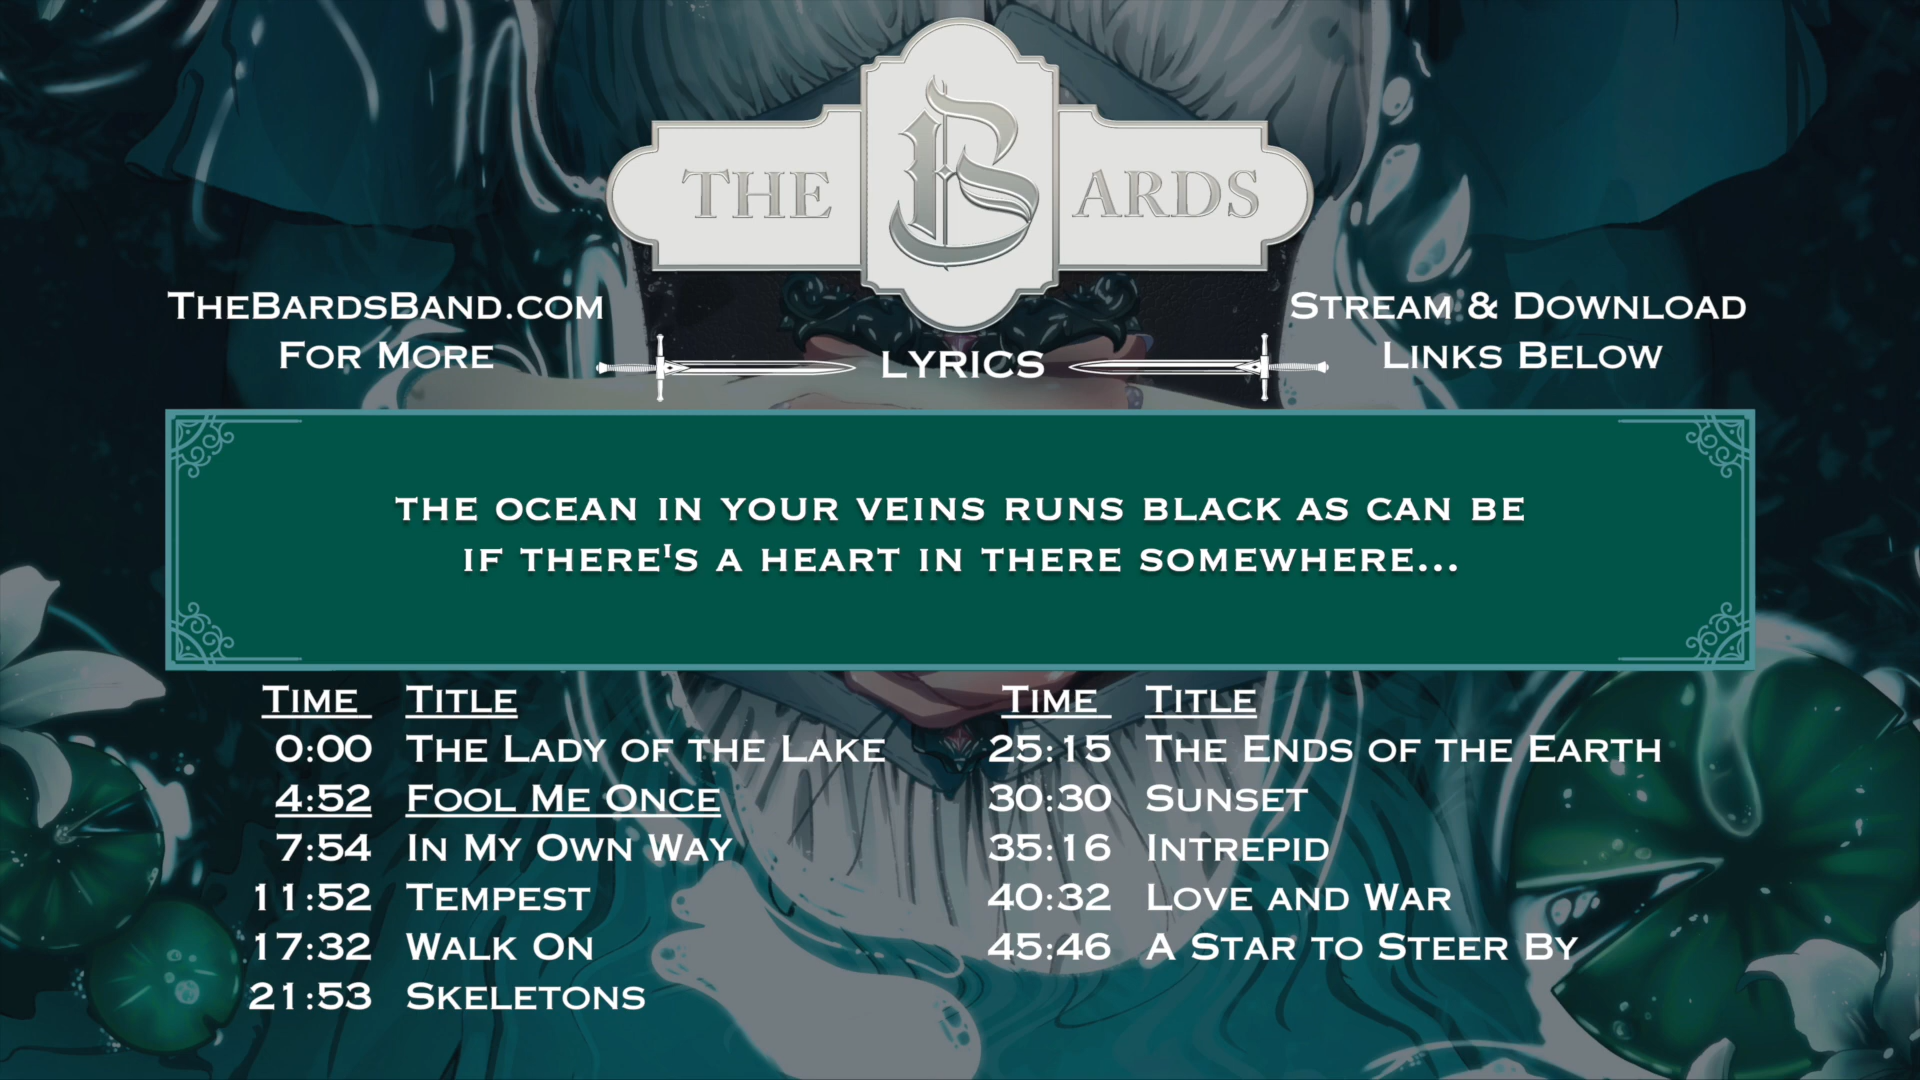 THE BARDS
THEBARDSBAND.COM
FOR MORE
STREAM & DOWNLOAD
LINKS BELOW
LYRICS
THE OCEAN IN YOUR VEINS RUNS BLACK AS CAN BE
IF THERE'S A HEART IN THERE SOMEWHERE...
TIME TITLE
0:00 THE LADY OF THE LAKE
4:52 FOOL ME ONCE
7:54 IN MY OWN WAY
11:52 TEMPEST
17:32 WALK ON
21:53 SKELETONS
TIME TITLE
25:15 THE ENDS OF THE EARTH
30:30 SUNSET
35:16 INTREPID
40:32 LOVE AND WAR
45:46 A STAR TO STEER BY